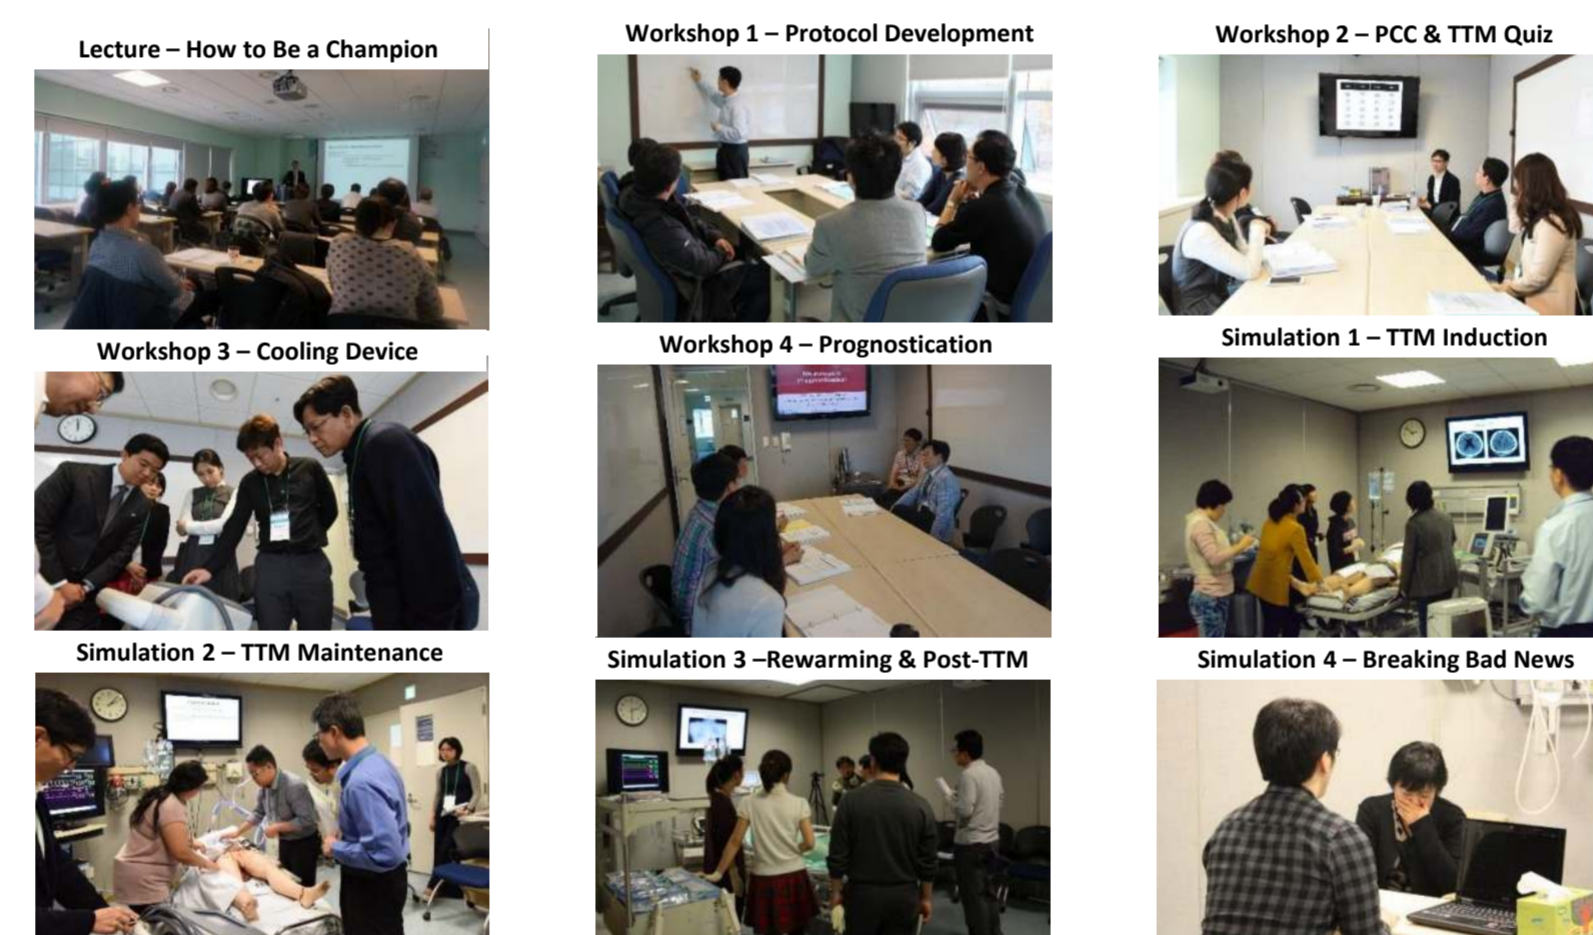 Lecture – How to Be a Champion
Workshop 1 – Protocol Development
Workshop 2 – PCC & TTM Quiz
Workshop 3 – Cooling Device
Workshop 4 – Prognostication
Simulation 1 – TTM Induction
Simulation 2 – TTM Maintenance
Simulation 3 –Rewarming & Post-TTM
Simulation 4 – Breaking Bad News